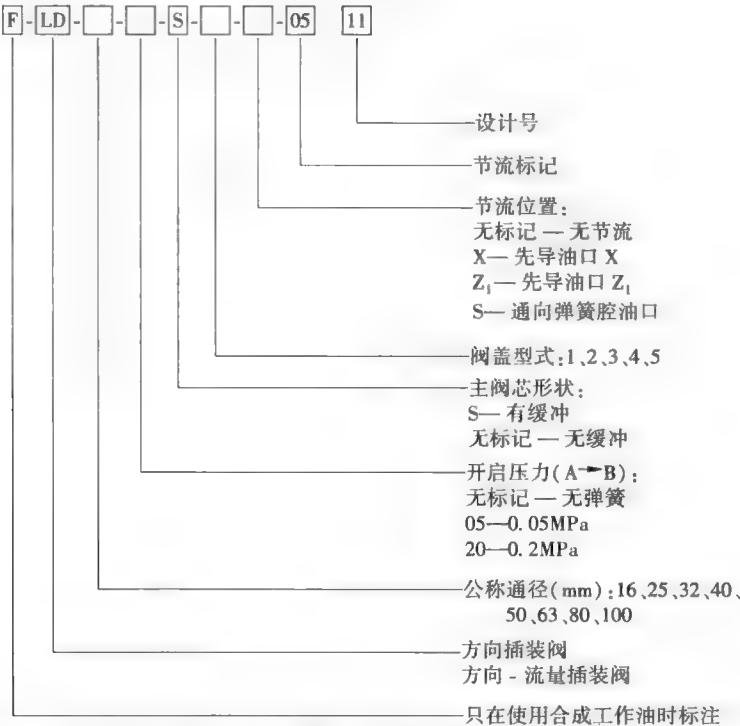 F-LD-□-□-S-□-□-05 11
设计号
节流标记
节流位置：
无标记 — 无节流
X— 先导油口 X
Z₁— 先导油口 Z₁
S— 通向弹簧腔油口
阀盖型式:1、2、3、4、5
主阀芯形状：
S— 有缓冲
无标记 — 无缓冲
开启压力(A→B)：
无标记 — 无弹簧
05—0.05MPa
20—0.2MPa
公称通径(mm):16、25、32、40、
50、63、80、100
方向插装阀
方向 - 流量插装阀
只在使用合成工作油时标注